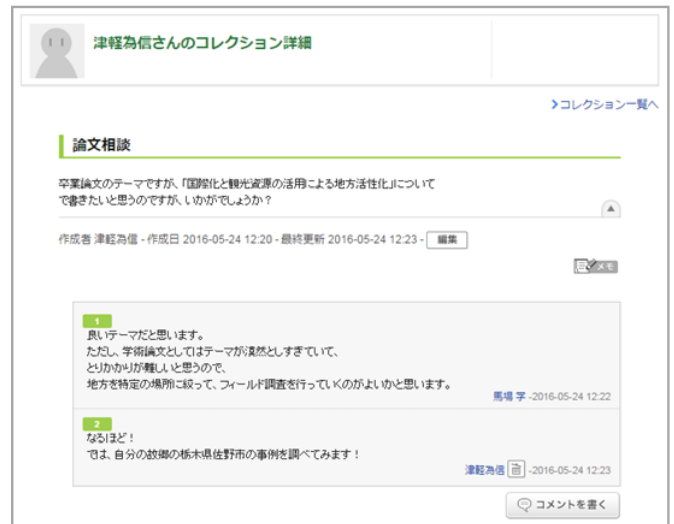 津軽為信さんのコレクション詳細
コレクション一覧へ
論文相談
卒業論文のテーマですが、「国際化と観光資源の活用による地方活性化」について
で書きたいと思うのですが、いかがでしょうか？
作成者 津軽為信 - 作成日 2016-05-24 12:20 - 最終更新 2016-05-24 12:23 - 編集
メモ
1
良いテーマだと思います。
ただし、学術論文としてはテーマが漠然としすぎていて、
とりかかりが難しいと思うので、
地方を特定の場所に絞って、フィールド調査を行っていくのがよいかと思います。
馬場 字 -2016-05-24 12:22
2
なるほど！
では、自分の故郷の栃木県佐野市の事例を調べてみます！
津軽為信 -2016-05-24 12:23
コメントを書く